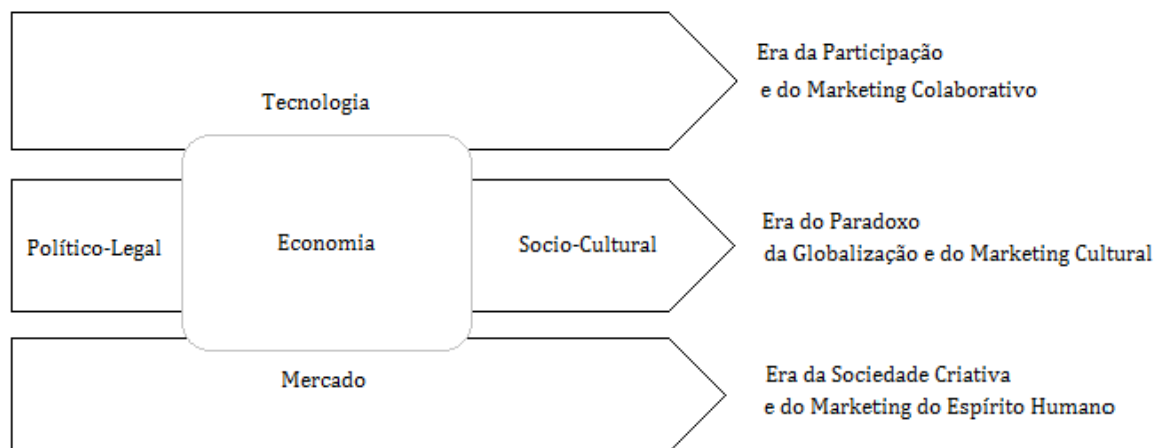 Era da Participação
e do Marketing Colaborativo
Tecnologia
Político-Legal
Economia
Socio-Cultural
Era do Paradoxo
da Globalização e do Marketing Cultural
Mercado
Era da Sociedade Criativa
e do Marketing do Espírito Humano